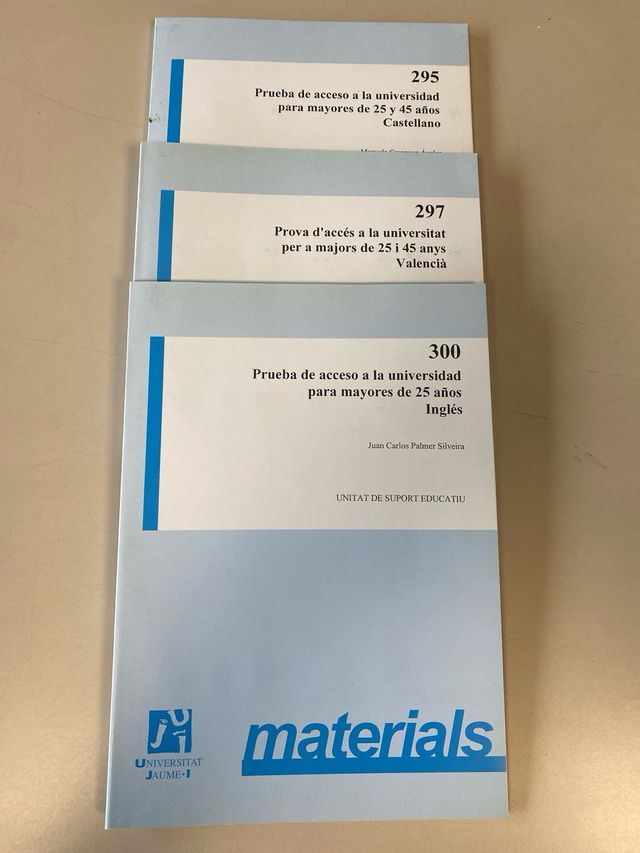 295
Prueba de acceso a la universidad
para mayores de 25 y 45 años
Castellano
297
Prova d'accés a la universitat
per a majors de 25 i 45 anys
Valencià
300
Prueba de acceso a la universidad
para mayores de 25 años
Inglés
Juan Carlos Palmer Silveira
UNITAT DE SUPORT EDUCATIU
UJI
UNIVERSITAT
JAUME·I
materials